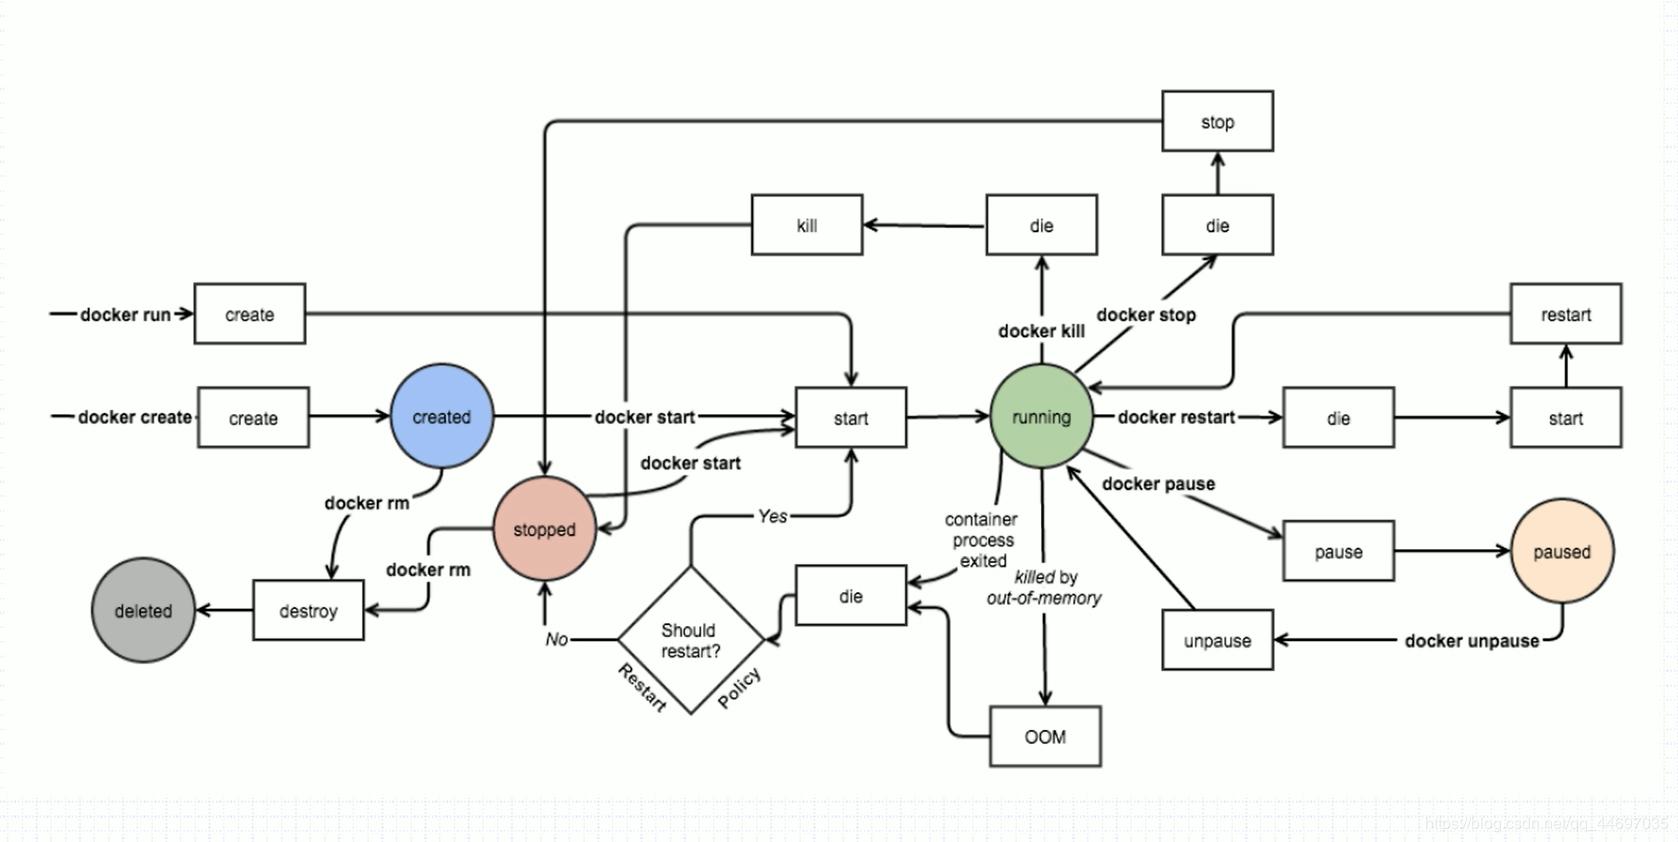 stop
kill
die
die
docker run
create
docker kill
docker stop
restart
docker create
create
created
docker start
start
running
docker restart
die
start
docker start
docker pause
docker rm
stopped
Yes
container
process
exited
pause
paused
docker rm
killed by
out-of-memory
deleted
destroy
die
No
Should
restart?
unpause
docker unpause
Restart
Policy
OOM
https://blog.csdn.net/qq_44697035